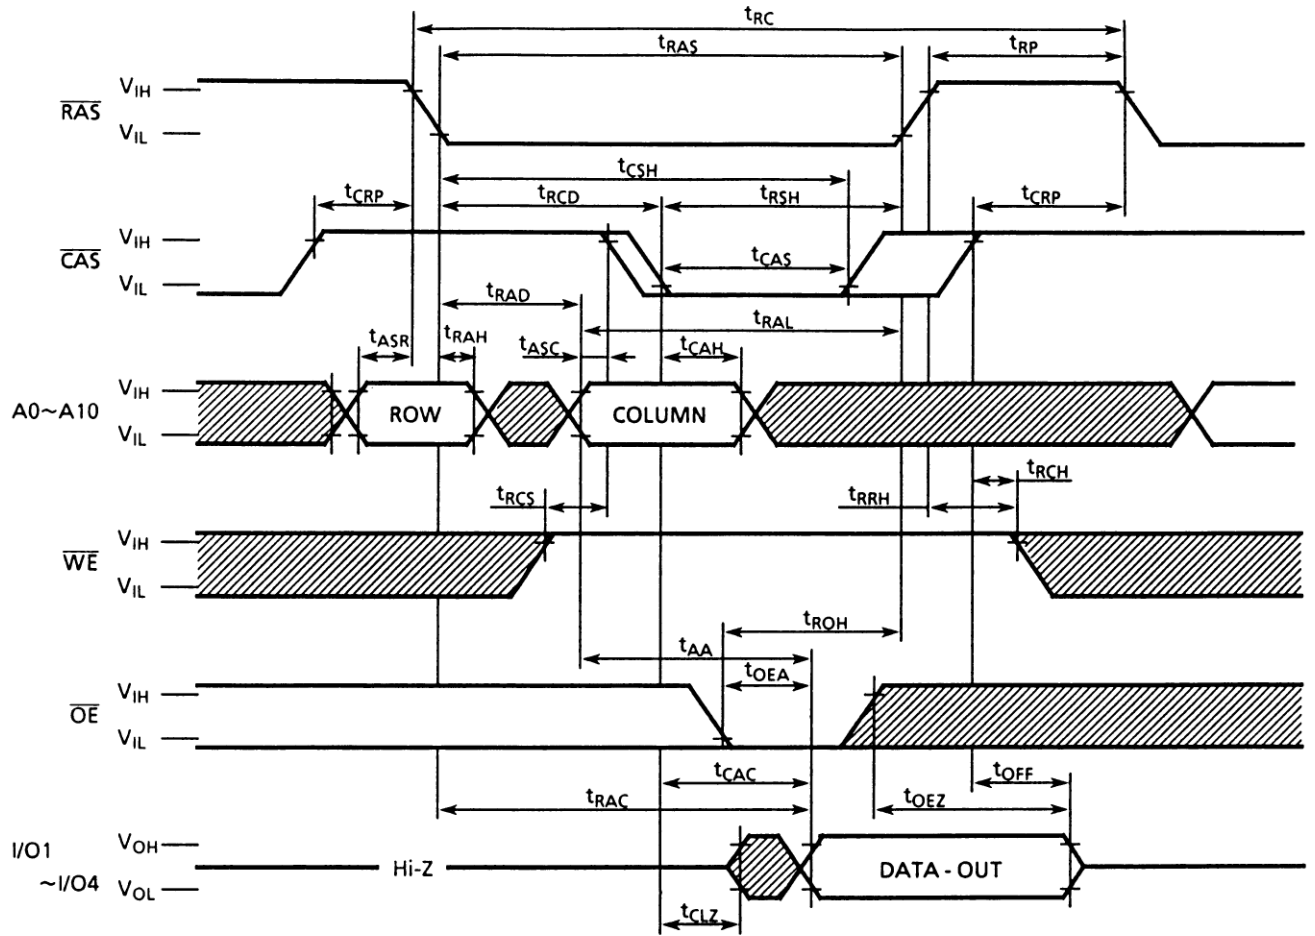 tRC
tRAS tRP
VIH
RAS
VIL
tCSH
tCRP tRCD tRSH tCRP
VIH
CAS
VIL
tCAS
tRAD
tRAL
tASR tRAH tASC tCAH
VIH
A0~A10 ROW COLUMN
VIL
tRCH
tRCS tRRH
VIH
WE
VIL
tROH
tAA
tOEA
VIH
OE
VIL
tCAC tOFF
tRAC tOEZ
VOH
I/O1
~I/O4 Hi-Z DATA - OUT
VOL
tCLZ